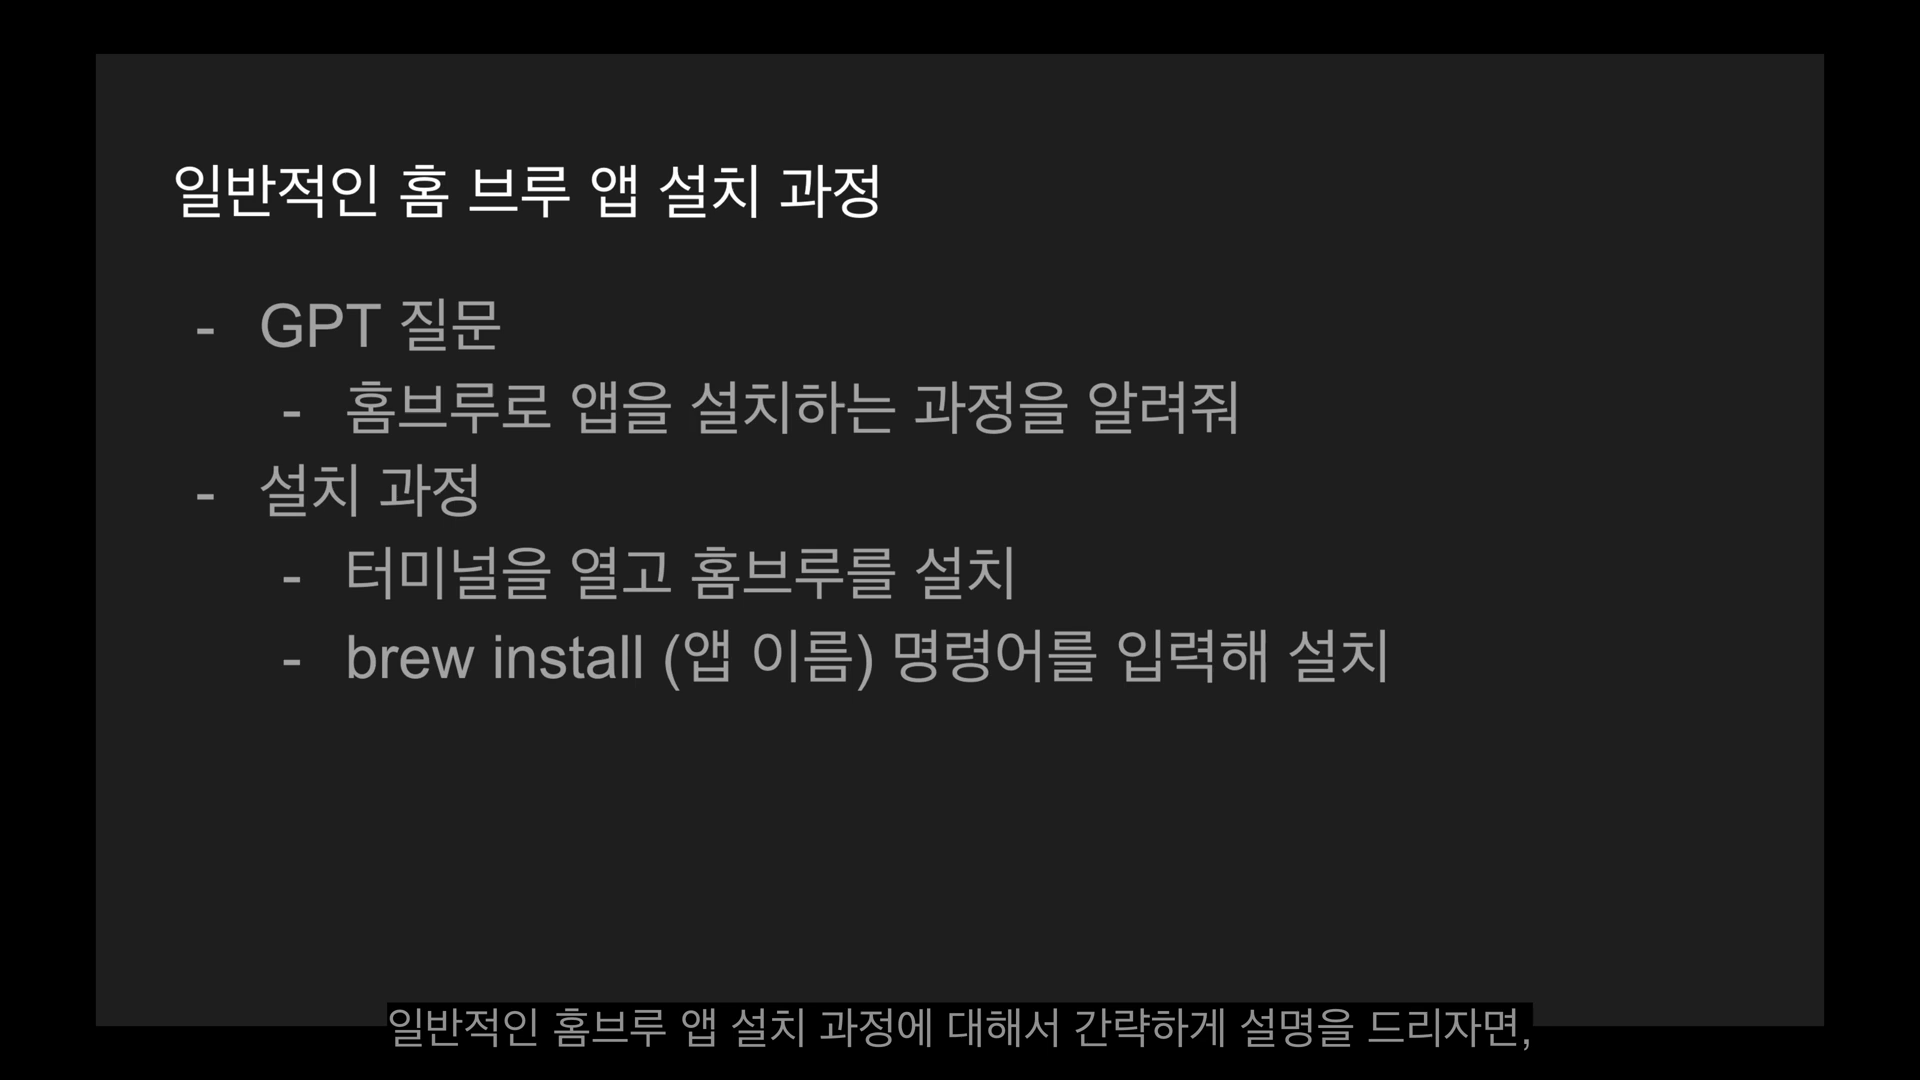 일반적인 홈 브루 앱 설치 과정
- GPT 질문
- 홈브루로 앱을 설치하는 과정을 알려줘
- 설치 과정
- 터미널을 열고 홈브루를 설치
- brew install (앱 이름) 명령어를 입력해 설치
일반적인 홈브루 앱 설치 과정에 대해서 간략하게 설명을 드리자면,